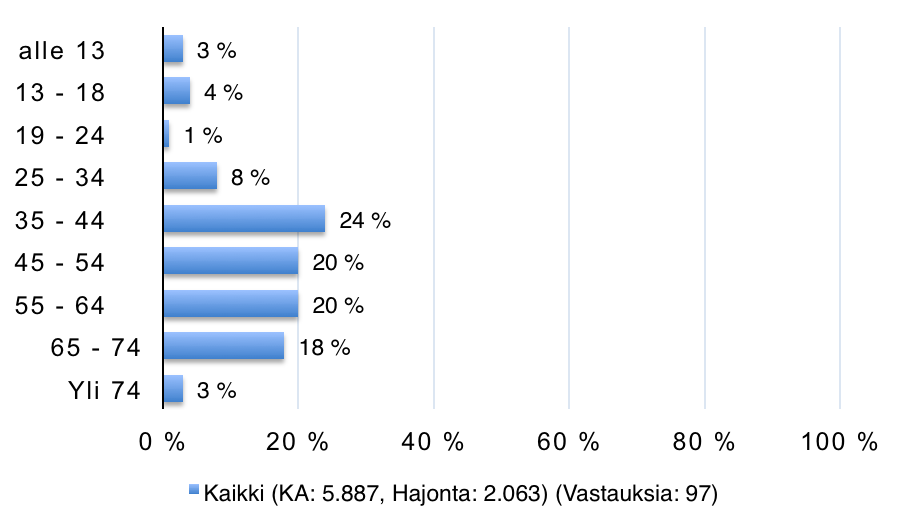 alle 13 3 %
13 - 18 4 %
19 - 24 1 %
25 - 34 8 %
35 - 44 24 %
45 - 54 20 %
55 - 64 20 %
65 - 74 18 %
Yli 74 3 %
0 % 20 % 40 % 60 % 80 % 100 %
Kaikki (KA: 5.887, Hajonta: 2.063) (Vastauksia: 97)